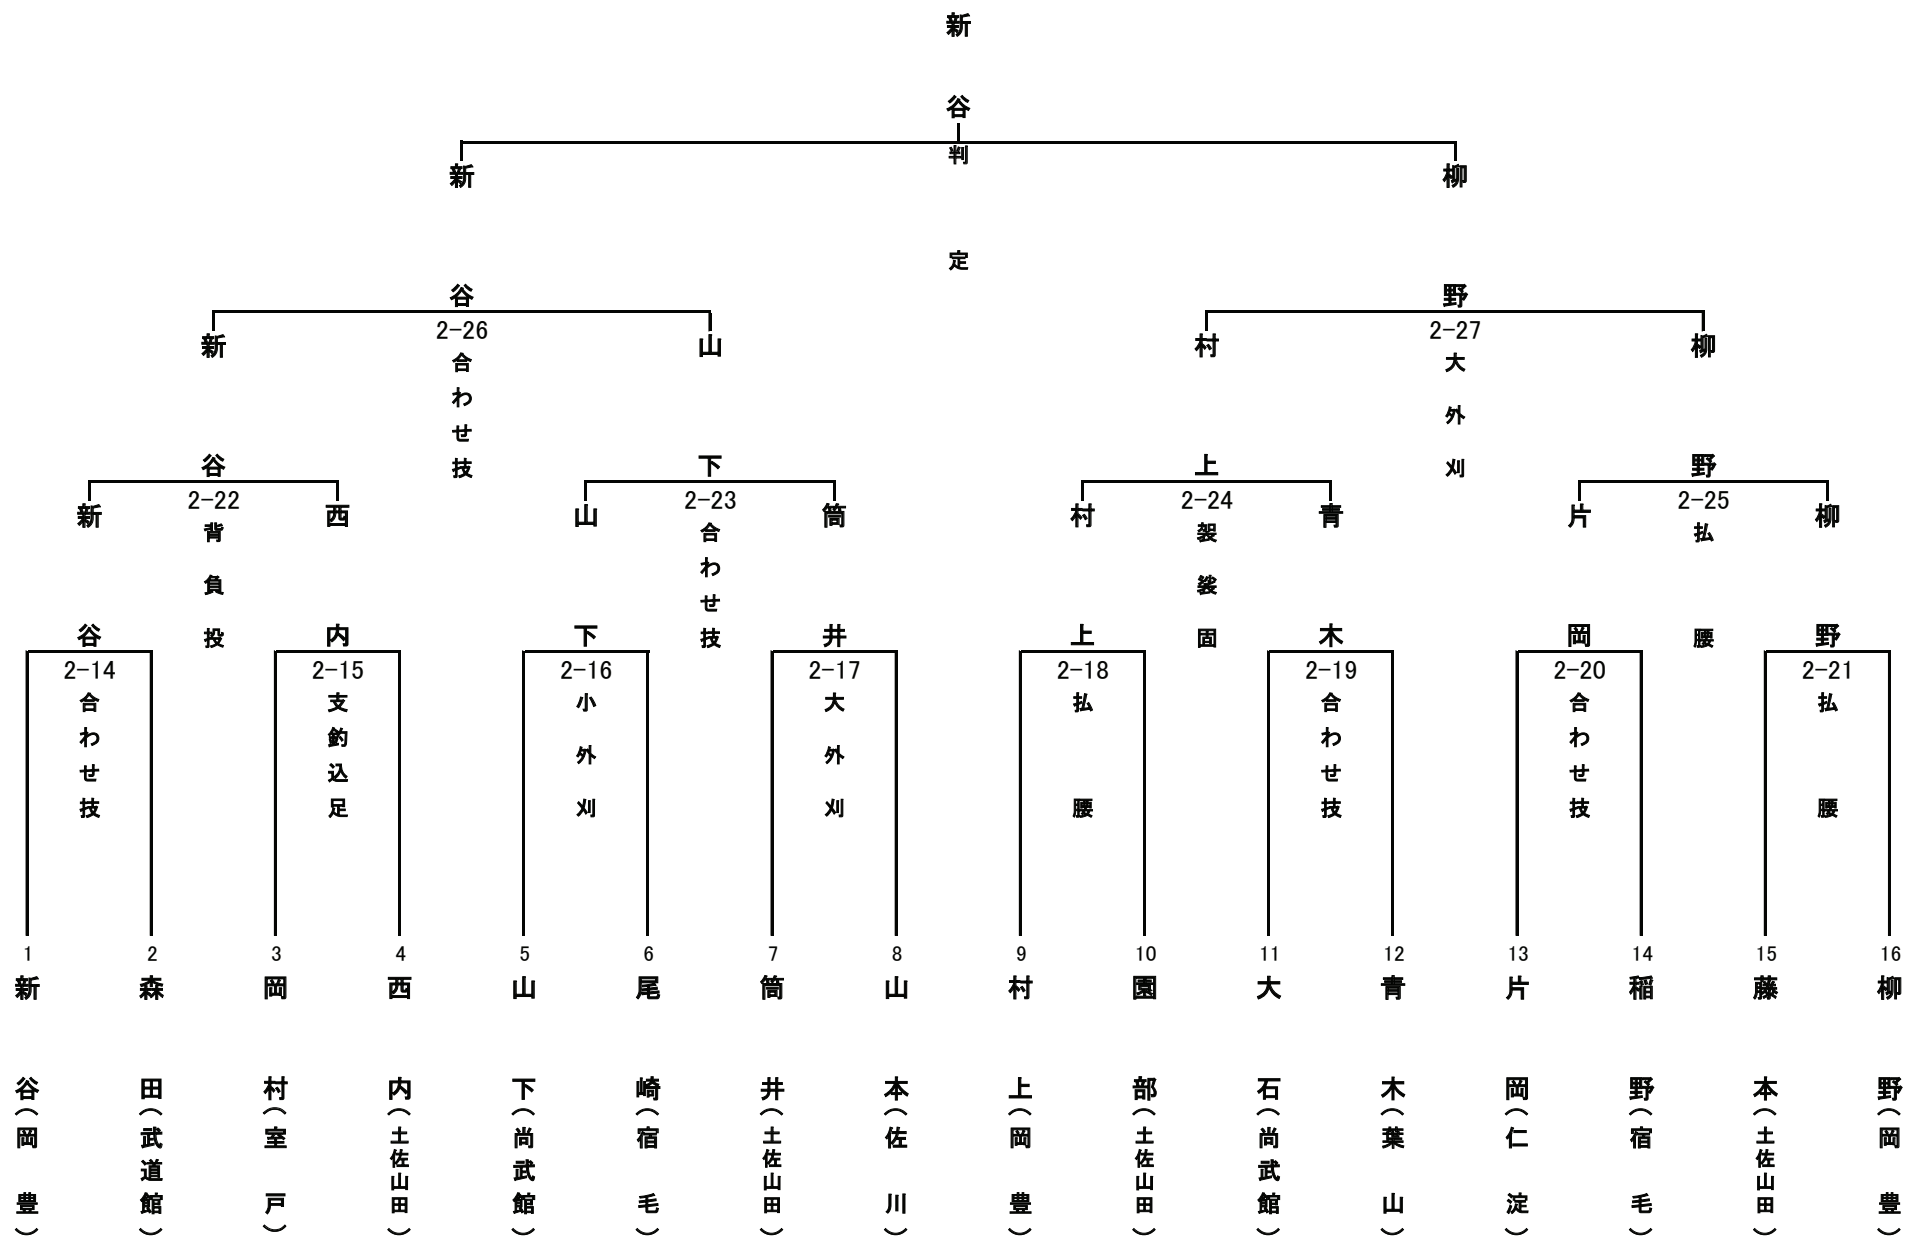 新谷
判定
新谷
柳野
2-26
合わせ技
2-27
大外刈
新谷
山下
村上
柳野
2-22
背負投
2-23
合わせ技
2-24
袈裟固
2-25
払腰
新谷
西内
山下
筒井
村上
青木
片岡
柳野
2-14
合わせ技
2-15
支釣込足
2-16
小外刈
2-17
大外刈
2-18
払腰
2-19
合わせ技
2-20
合わせ技
2-21
払腰
1
新谷(岡豊)
2
森田(武道館)
3
岡村(室戸)
4
西内(土佐山田)
5
山下(尚武館)
6
尾崎(宿毛)
7
筒井(土佐山田)
8
山本(佐川)
9
村上(岡豊)
10
園部(土佐山田)
11
大石(尚武館)
12
青木(葉山)
13
片岡(仁淀)
14
稲野(宿毛)
15
藤本(土佐山田)
16
柳野(岡豊)